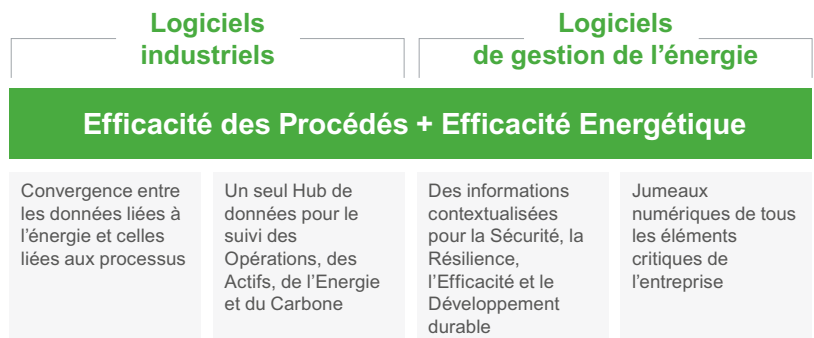 Logiciels
industriels
Logiciels
de gestion de l’énergie
Efficacité des Procédés + Efficacité Energétique
Convergence entre
les données liées à
l’énergie et celles
liées aux processus
Un seul Hub de
données pour le
suivi des
Opérations, des
Actifs, de l’Energie
et du Carbone
Des informations
contextualisées
pour la Sécurité, la
Résilience,
l’Efficacité et le
Développement
durable
Jumeaux
numériques de tous
les éléments
critiques de
l’entreprise